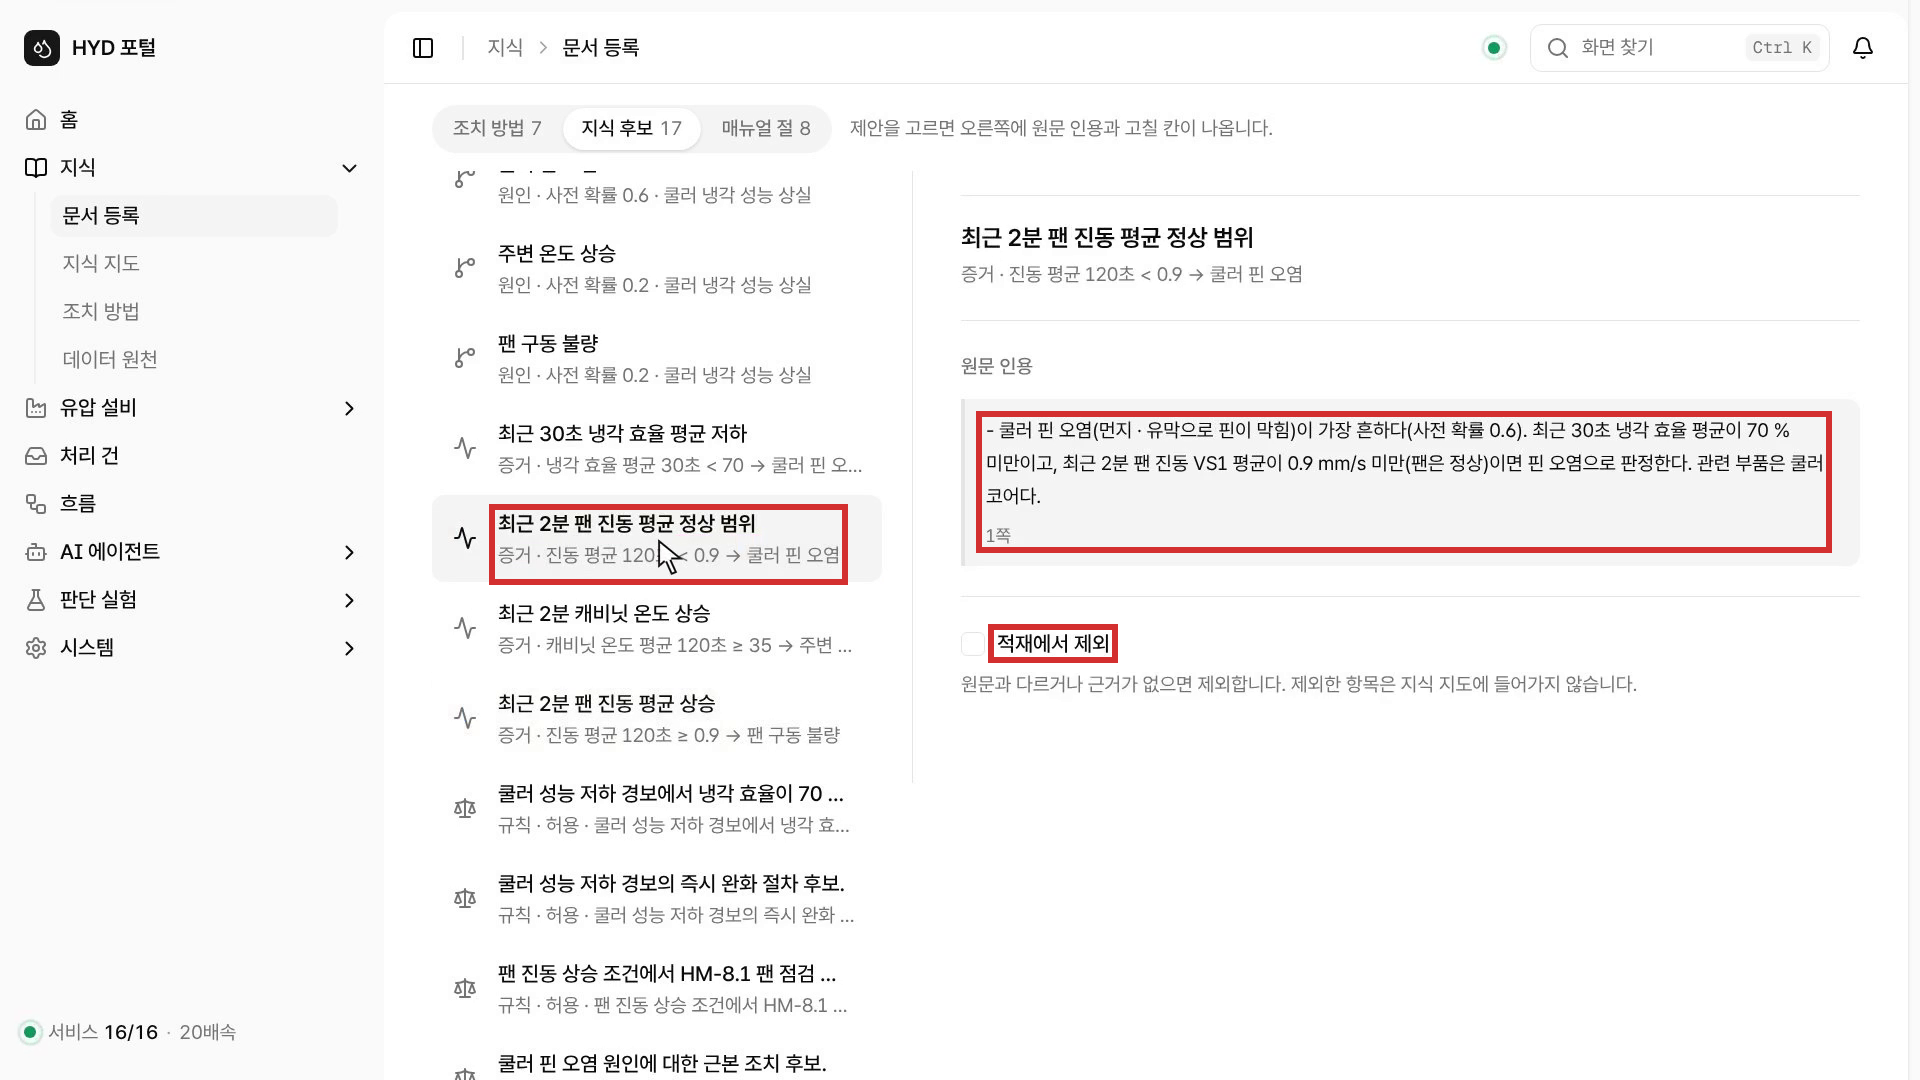 HYD 포털
홈
지식
문서 등록
지식 지도
조치 방법
데이터 원천
유압 설비
처리 건
흐름
AI 에이전트
판단 실험
시스템
서비스 16/16 · 20배속
지식 > 문서 등록
화면 찾기 Ctrl K
조치 방법 7 지식 후보 17 매뉴얼 절 8 제안을 고르면 오른쪽에 원문 인용과 고칠 칸이 나옵니다.
원인 · 사전 확률 0.6 · 쿨러 냉각 성능 상실
주변 온도 상승
원인 · 사전 확률 0.2 · 쿨러 냉각 성능 상실
팬 구동 불량
원인 · 사전 확률 0.2 · 쿨러 냉각 성능 상실
최근 30초 냉각 효율 평균 저하
증거 · 냉각 효율 평균 30초 < 70 → 쿨러 핀 오...
최근 2분 팬 진동 평균 정상 범위
증거 · 진동 평균 120초 < 0.9 → 쿨러 핀 오염
최근 2분 캐비닛 온도 상승
증거 · 캐비닛 온도 평균 120초 ≥ 35 → 주변 ...
최근 2분 팬 진동 평균 상승
증거 · 진동 평균 120초 ≥ 0.9 → 팬 구동 불량
쿨러 성능 저하 경보에서 냉각 효율이 70 ...
규칙 · 허용 · 쿨러 성능 저하 경보에서 냉각 효...
쿨러 성능 저하 경보의 즉시 완화 절차 후보.
규칙 · 허용 · 쿨러 성능 저하 경보의 즉시 완화 ...
팬 진동 상승 조건에서 HM-8.1 팬 점검 ...
규칙 · 허용 · 팬 진동 상승 조건에서 HM-8.1 ...
쿨러 핀 오염 원인에 대한 근본 조치 후보.
최근 2분 팬 진동 평균 정상 범위
증거 · 진동 평균 120초 < 0.9 → 쿨러 핀 오염
원문 인용
- 쿨러 핀 오염(먼지 · 유막으로 핀이 막힘)이 가장 흔하다(사전 확률 0.6). 최근 30초 냉각 효율 평균이 70 %
미만이고, 최근 2분 팬 진동 VS1 평균이 0.9 mm/s 미만(팬은 정상)이면 핀 오염으로 판정한다. 관련 부품은 쿨러
코어다.
1쪽
적재에서 제외
원문과 다르거나 근거가 없으면 제외합니다. 제외한 항목은 지식 지도에 들어가지 않습니다.